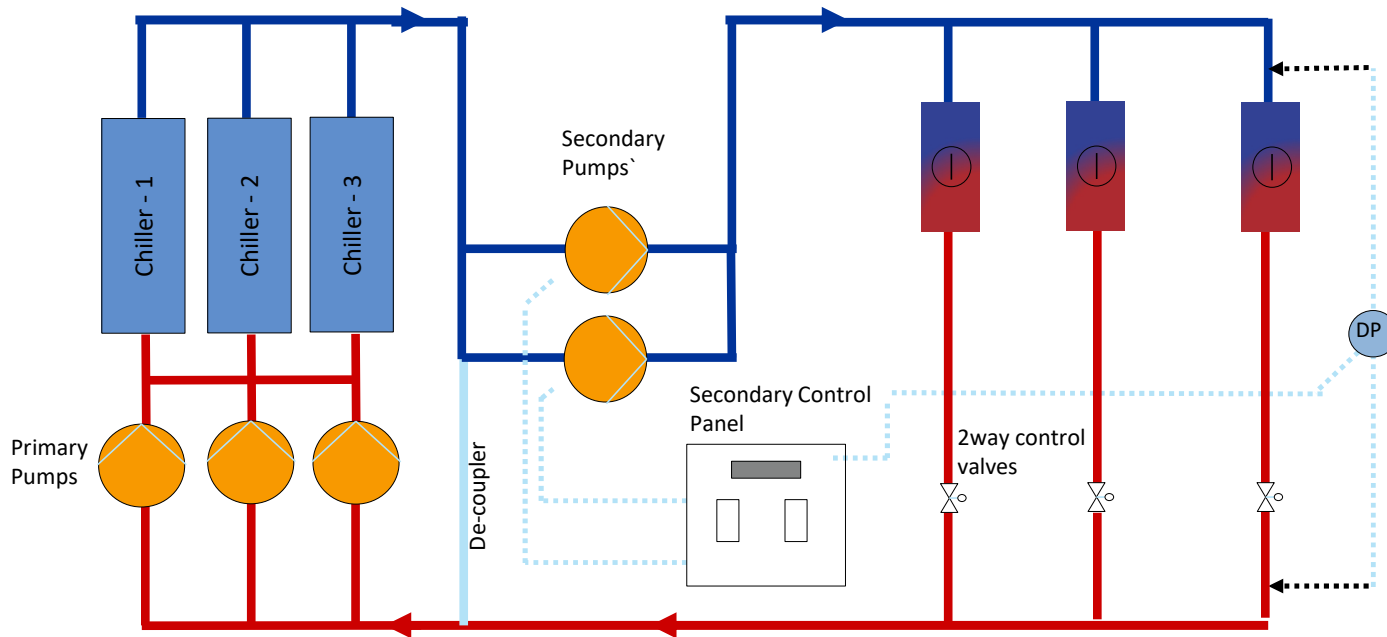 Chiller - 1
Chiller - 2
Chiller - 3
Secondary
Pumps`
DP
Secondary Control
Panel
Primary
Pumps
De-coupler
2way control
valves